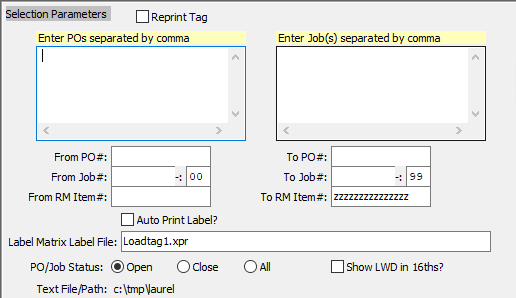 Selection Parameters Reprint Tag
Enter POs separated by comma Enter Job(s) separated by comma
From PO#: To PO#:
From Job#: -: 00 To Job#: -: 99
From RM Item#: To RM Item#: zzzzzzzzzzzzzzz
Auto Print Label?
Label Matrix Label File: Loadtag1.xpr
PO/Job Status: Open Close All Show LWD in 16ths?
Text File/Path: c:\tmp\laurel